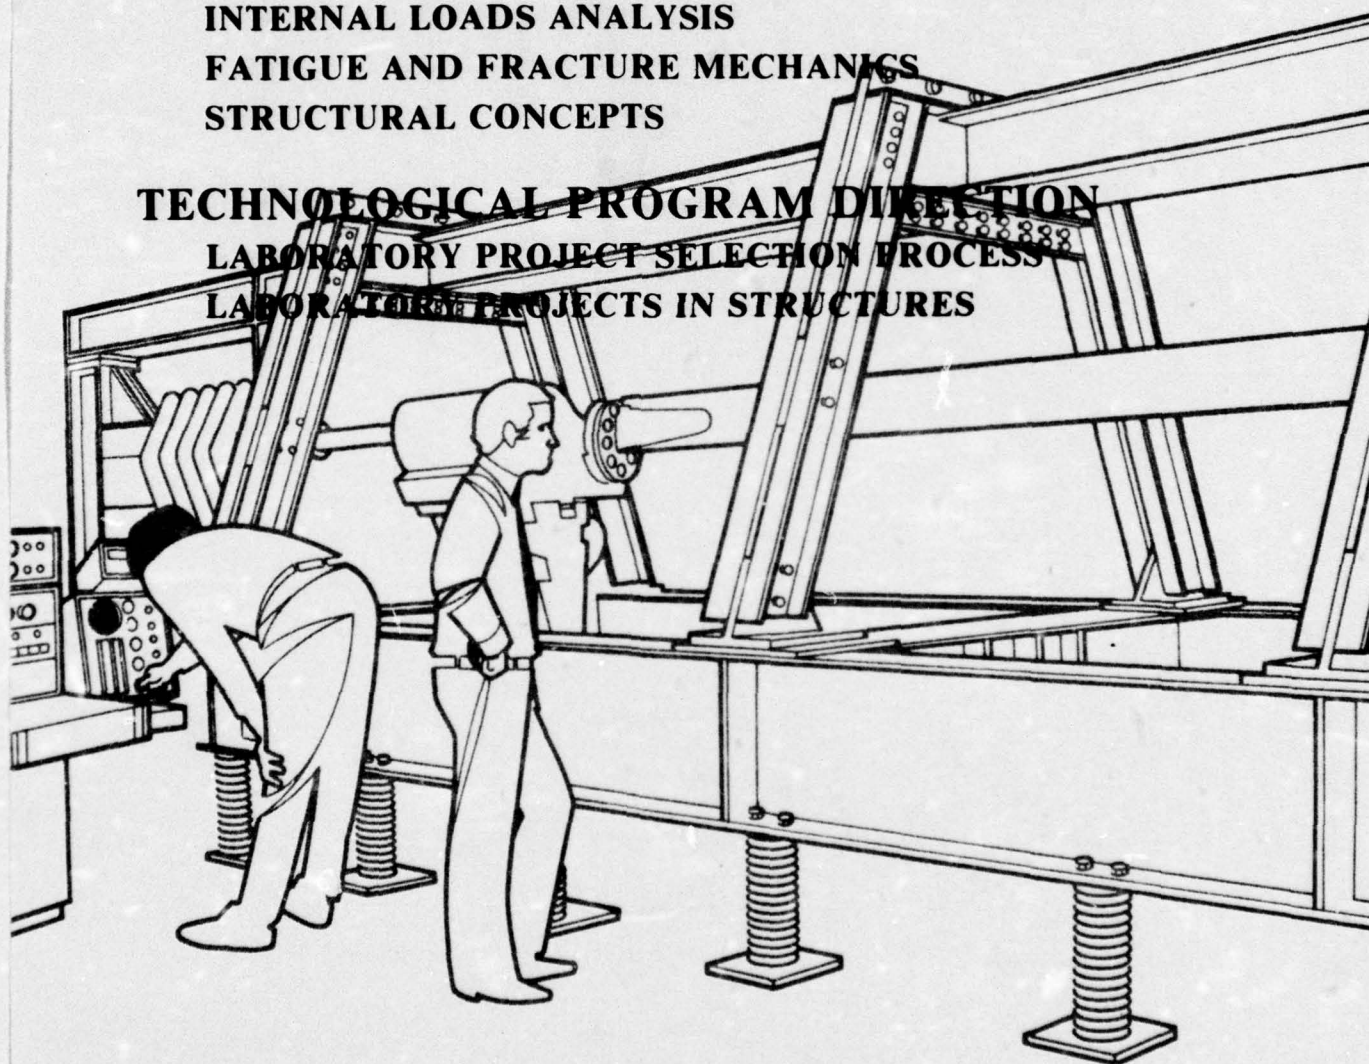 INTERNAL LOADS ANALYSIS
FATIGUE AND FRACTURE MECHANICS
STRUCTURAL CONCEPTS
TECHNOLOGICAL PROGRAM DIRECTION
LABORATORY PROJECT SELECTION PROCESS
LABORATORY PROJECTS IN STRUCTURES